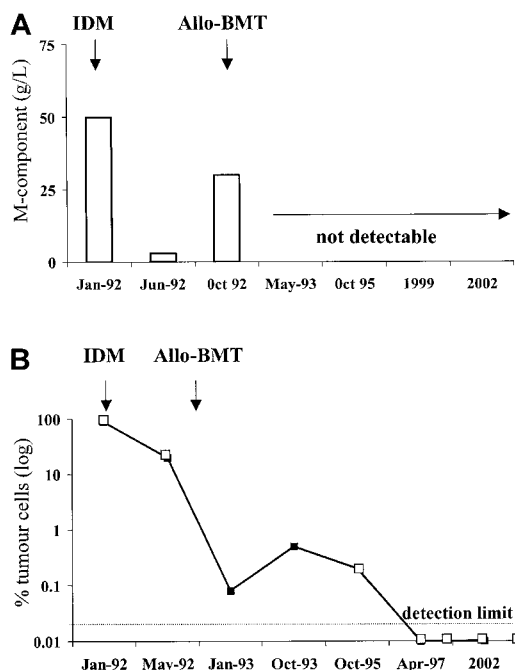 A
IDM Allo-BMT
M-component (g/L)
75
50
25
0
not detectable
Jan-92 Jun-92 0ct 92 May-93 0ct 95 1999 2002
B
IDM Allo-BMT
% tumour cells (log)
100
10
1
0.1
0.01
detection limit
Jan-92 May-92 Jan-93 Oct-93 Oct-95 Apr-97 2002